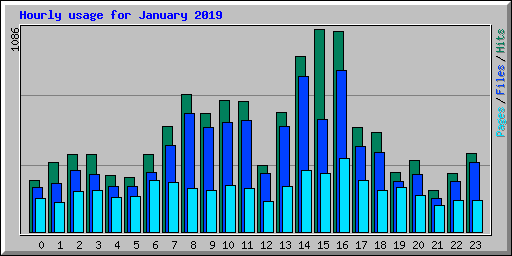 Hourly usage for January 2019
1086
Pages/Files/Hits
0 1 2 3 4 5 6 7 8 9 10 11 12 13 14 15 16 17 18 19 20 21 22 23